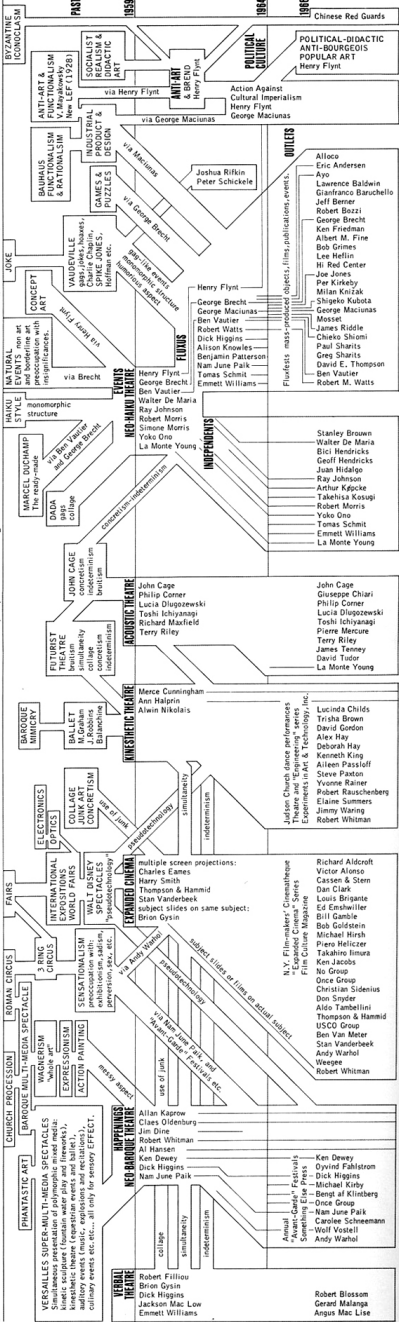 PAST
1959
1964
1966
BYZANTINE
ICONOCLASM
Chinese Red Guards
SOCIALIST
REALISM &
DIDACTIC
ART
via Henry Flynt
ANTI-ART
& BREND
Henry Flynt
POLITICAL
CULTURE
POLITICAL-DIDACTIC
ANTI-BOURGEOIS
POPULAR ART
Henry Flynt
ANTI-ART &
FUNCTIONALISM
V. Mayakowsky
New LEF (1928)
Action Against
Cultural Imperialism
Henry Flynt
George Maciunas
via George Maciunas
BAUHAUS
FUNCTIONALISM
& RATIONALSIM
INDUSTRIAL
PRODUCT &
DESIGN
via Maciunas
GAMES &
PUZZLES
via George Brecht
Joshua Rifkin
Peter Schickele
JOKE
VAUDEVILLE
gags, jokes, hoaxes,
Charlie Chaplin,
SPIKE JONES,
Hoffman etc.
gag-like events
monomorphic structure
humorous aspect
CONCEPT
ART
via Henry Flynt
NATURAL
EVENTS non art
and borderline art
preoccupation with
insignificances.
via Brecht
HAIKU
STYLE
monomorphic
structure
MARCEL DUCHAMP
The ready-made
via Ben Vautier
and George Brecht
DADA
gags
collage
EVENTS
NEO-HAIKU THEATRE
Henry Flynt
George Brecht
Ben Vautier
Walter De Maria
Ray Johnson
Robert Morris
Simone Morris
Yoko Ono
La Monte Young
FLUXUS
Henry Flynt
George Brecht
George Maciunas
Ben Vautier
Robert Watts
Dick Higgins
Alison Knowles
Benjamin Patterson
Nam June Paik
Tomas Schmit
Emmett Williams
OUTLETS
Fluxfests mass-produced objects, films, publications, events,
Alloco
Eric Andersen
Ayo
Lawrence Baldwin
Gianfranco Baruchello
Jeff Berner
Robert Bozzi
George Brecht
Ken Friedman
Albert M. Fine
Bob Grimes
Lee Heflin
Hi Red Center
Joe Jones
Per Kirkeby
Milan Knizak
Shigeko Kubota
George Maciunas
Mosset
James Riddle
Chieko Shiomi
Paul Sharits
Greg Sharits
David E. Thompson
Ben Vautier
Robert M. Watts
INDEPENDENTS
Stanley Brouwn
Walter De Maria
Bici Hendricks
Geoff Hendricks
Juan Hidalgo
Ray Johnson
Arthur Køpcke
Takehisa Kosugi
Robert Morris
Yoko Ono
Tomas Schmit
Emmett Williams
La Monte Young
concretism-indeterminism
JOHN CAGE
concretism
indeterminism
bruitism
FUTURIST
THEATRE
bruitism
simultaneity
collage
concretism
indeterminism
ACOUSTIC THEATRE
John Cage
Philip Corner
Lucia Dlugozewski
Toshi Ichiyanagi
Richard Maxfield
Terry Riley
John Cage
Giuseppe Chiari
Philip Corner
Lucia Dlugozewski
Toshi Ichiyanagi
Pierre Mercure
Terry Riley
James Tenney
David Tudor
La Monte Young
BAROQUE
MIMICRY
BALLET
M. Graham
J. Robbins
Balanchine
KINESTHETIC THEATRE
Merce Cunningham
Ann Halprin
Alwin Nikolais
Judson Church dance performances
Theatre and "Engineering" series
Experiments in Art & Technology, Inc.
Lucinda Childs
Trisha Brown
David Gordon
Alex Hay
Deborah Hay
Kenneth King
Aileen Passloff
Steve Paxton
Yvonne Rainer
Robert Rauschenberg
Elaine Summers
Jimmy Waring
Robert Whitman
ELECTRONICS
OPTICS
COLLAGE
JUNK ART
CONCRETISM
use of junk
pseudotechnology
simultaneity
indeterminism
FAIRS
INTERNATIONAL
EXPOSITIONS
WORLD FAIRS
WALT DISNEY
SPECTACLES
"pseudotechnology"
EXPANDED CINEMA
multiple screen projections:
Charles Eames
Harry Smith
Thompson & Hammid
Stan Vanderbeek
subject slides on same subject:
Brion Gysin
N.Y. Film-makers' Cinematheque
"Expanded Cinema" Series
Film Culture Magazine
Richard Aldcroft
Victor Alonso
Cassen & Stern
Dan Clark
Louis Brigante
Ed Emshwiller
Bill Gamble
Bob Goldstein
Michael Hirsh
Piero Heliczer
Takahiro Iimura
Ken Jacobs
No Group
Once Group
Christian Sidenius
Don Snyder
Aldo Tambellini
Thompson & Hammid
USCO Group
Ben Van Meter
Stan Vanderbeek
Andy Warhol
Weegee
Robert Whitman
ROMAN CIRCUS
3 RING
CIRCUS
SENSATIONALISM
preoccupation with:
exhibitionism, sadism,
perversion, sex, etc.
via Andy Warhol
pseudotechnology
subject slides or films on actual subject
via Nam June Paik, and
"Avant-Garde" Festivals etc.
CHURCH PROCESSION
BAROQUE MULTI-MEDIA SPECTACLE
WAGNERISM
"whole art"
EXPRESSIONISM
ACTION PAINTING
messy aspect
use of junk
PHANTASTIC ART
VERSAILLES SUPER-MULTI-MEDIA SPECTACLES
Simultaneous presentation of polymorphic mixed media:
kinetic sculpture (fountain water play and fireworks),
kinesthetic theatre (equestrian events and ballet),
auditory events (music, explosions and recitations),
culinary events etc. etc... all only for sensory EFFECT.
HAPPENINGS
NEO-BAROQUE THEATRE
Allan Kaprow
Claes Oldenburg
Jim Dine
Robert Whitman
Al Hansen
Ken Dewey
Dick Higgins
Nam June Paik
Annual
"Avant-Garde" Festivals
Something Else Press
Ken Dewey
Oyvind Fahlstrom
Dick Higgins
Michael Kirby
Bengt af Klintberg
Once Group
Nam June Paik
Carolee Schneemann
Wolf Vostell
Andy Warhol
collage
simultaneity
indeterminism
VERBAL
THEATRE
Robert Filliou
Brion Gysin
Dick Higgins
Jackson Mac Low
Emmett Williams
Robert Blossom
Gerard Malanga
Angus Mac Lise